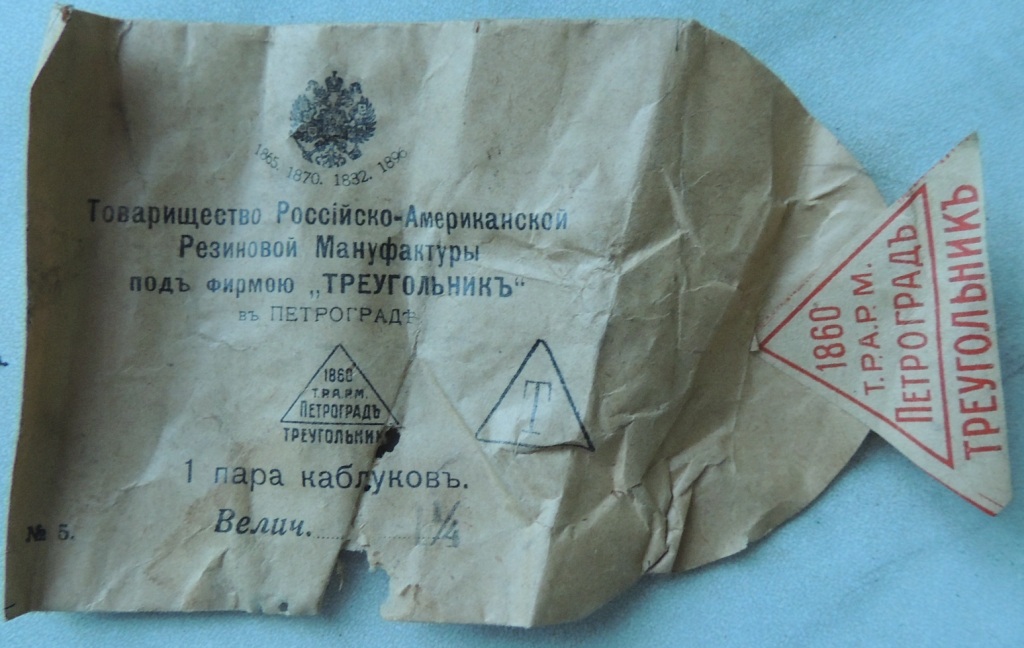 1865. 1870. 1882. 1896
Товарищество Россійско-Американской
Резиновой Мануфактуры
подъ фирмою „ТРЕУГОЛЬНИКЪ“
въ ПЕТРОГРАДѢ
1860
Т.Р.А.Р.М.
ПЕТРОГРАДЪ
ТРЕУГОЛЬНИК
Т
1 пара каблуковъ.
№ 5.
Велич. 1¼
1860
Т.Р.А.Р.М.
ПЕТРОГРАДЪ
ТРЕУГОЛЬНИКЪ